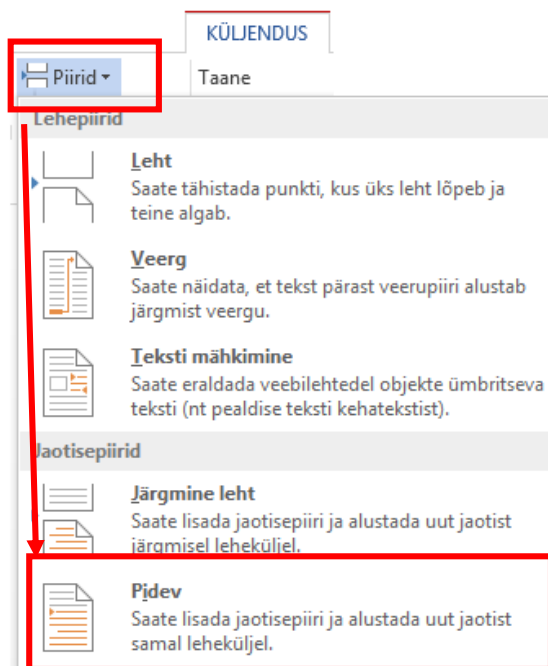 KÜLJENDUS
Piirid
Taane
Lehepiirid
Leht
Saate tähistada punkti, kus üks leht lõpeb ja
teine algab.
Veerg
Saate näidata, et tekst pärast veerupiiri alustab
järgmist veergu.
Teksti mähkimine
Saate eraldada veebilehtedel objekte ümbritseva
teksti (nt pealdise teksti kehatekstist).
Jaotisepiirid
Järgmine leht
Saate lisada jaotisepiiri ja alustada uut jaotist
järgmisel leheküljel.
Pidev
Saate lisada jaotisepiiri ja alustada uut jaotist
samal leheküljel.